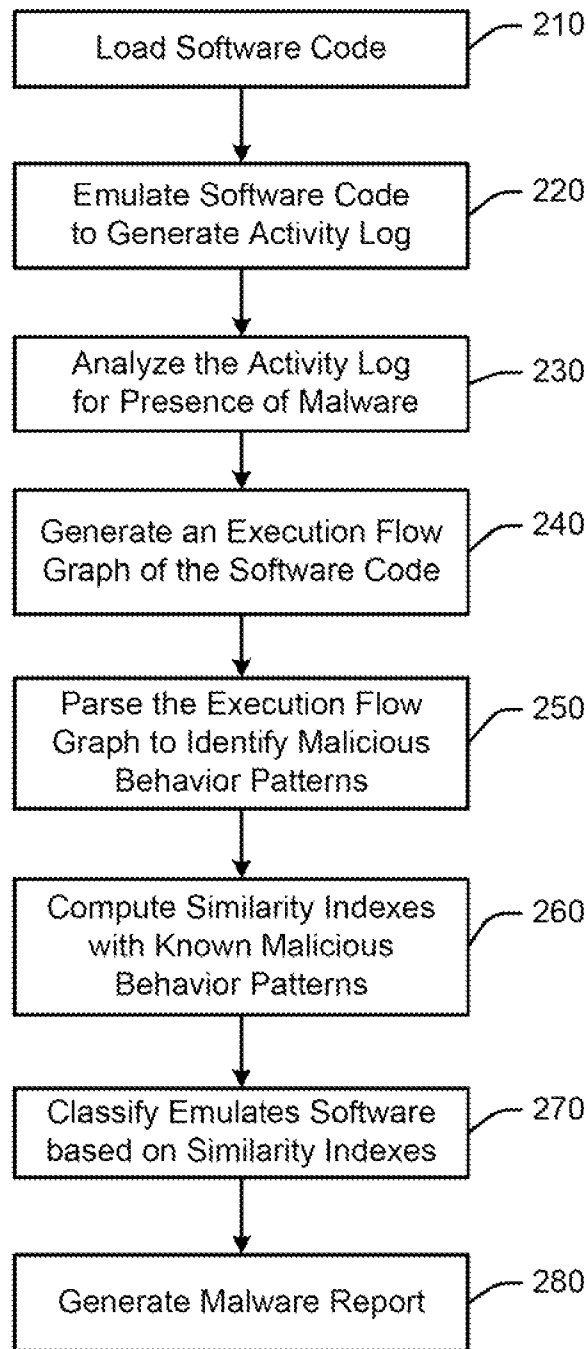 Load Software Code
210
Emulate Software Code
to Generate Activity Log
220
Analyze the Activity Log
for Presence of Malware
230
Generate an Execution Flow
Graph of the Software Code
240
Parse the Execution Flow
Graph to Identify Malicious
Behavior Patterns
250
Compute Similarity Indexes
with Known Malicious
Behavior Patterns
260
Classify Emulates Software
based on Similarity Indexes
270
Generate Malware Report
280